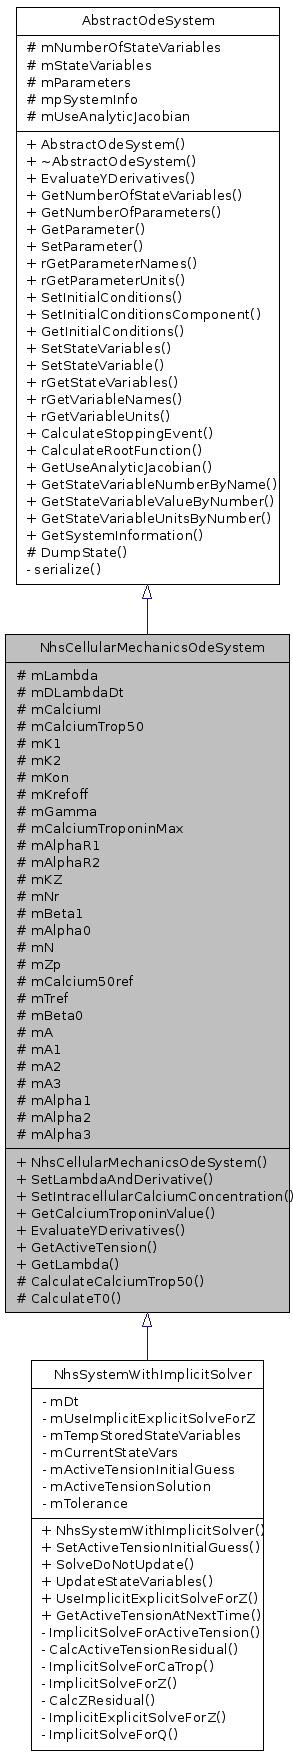 AbstractOdeSystem
# mNumberOfStateVariables
# mStateVariables
# mParameters
# mpSystemInfo
# mUseAnalyticJacobian
+ AbstractOdeSystem()
+ ~AbstractOdeSystem()
+ EvaluateYDerivatives()
+ GetNumberOfStateVariables()
+ GetNumberOfParameters()
+ GetParameter()
+ SetParameter()
+ rGetParameterNames()
+ rGetParameterUnits()
+ SetInitialConditions()
+ SetInitialConditionsComponent()
+ GetInitialConditions()
+ SetStateVariables()
+ SetStateVariable()
+ rGetStateVariables()
+ rGetVariableNames()
+ rGetVariableUnits()
+ CalculateStoppingEvent()
+ CalculateRootFunction()
+ GetUseAnalyticJacobian()
+ GetStateVariableNumberByName()
+ GetStateVariableValueByNumber()
+ GetStateVariableUnitsByNumber()
+ GetSystemInformation()
# DumpState()
- serialize()
NhsCellularMechanicsOdeSystem
# mLambda
# mDLambdaDt
# mCalciumI
# mCalciumTrop50
# mK1
# mK2
# mKon
# mKrefoff
# mGamma
# mCalciumTroponinMax
# mAlphaR1
# mAlphaR2
# mKZ
# mNr
# mBeta1
# mAlpha0
# mN
# mZp
# mCalcium50ref
# mTref
# mBeta0
# mA
# mA1
# mA2
# mA3
# mAlpha1
# mAlpha2
# mAlpha3
+ NhsCellularMechanicsOdeSystem()
+ SetLambdaAndDerivative()
+ SetIntracellularCalciumConcentration()
+ GetCalciumTroponinValue()
+ EvaluateYDerivatives()
+ GetActiveTension()
+ GetLambda()
# CalculateCalciumTrop50()
# CalculateT0()
NhsSystemWithImplicitSolver
- mDt
- mUseImplicitExplicitSolveForZ
- mTempStoredStateVariables
- mCurrentStateVars
- mActiveTensionInitialGuess
- mActiveTensionSolution
- mTolerance
+ NhsSystemWithImplicitSolver()
+ SetActiveTensionInitialGuess()
+ SolveDoNotUpdate()
+ UpdateStateVariables()
+ UseImplicitExplicitSolveForZ()
+ GetActiveTensionAtNextTime()
- ImplicitSolveForActiveTension()
- CalcActiveTensionResidual()
- ImplicitSolveForCaTrop()
- ImplicitSolveForZ()
- CalcZResidual()
- ImplicitExplicitSolveForZ()
- ImplicitSolveForQ()